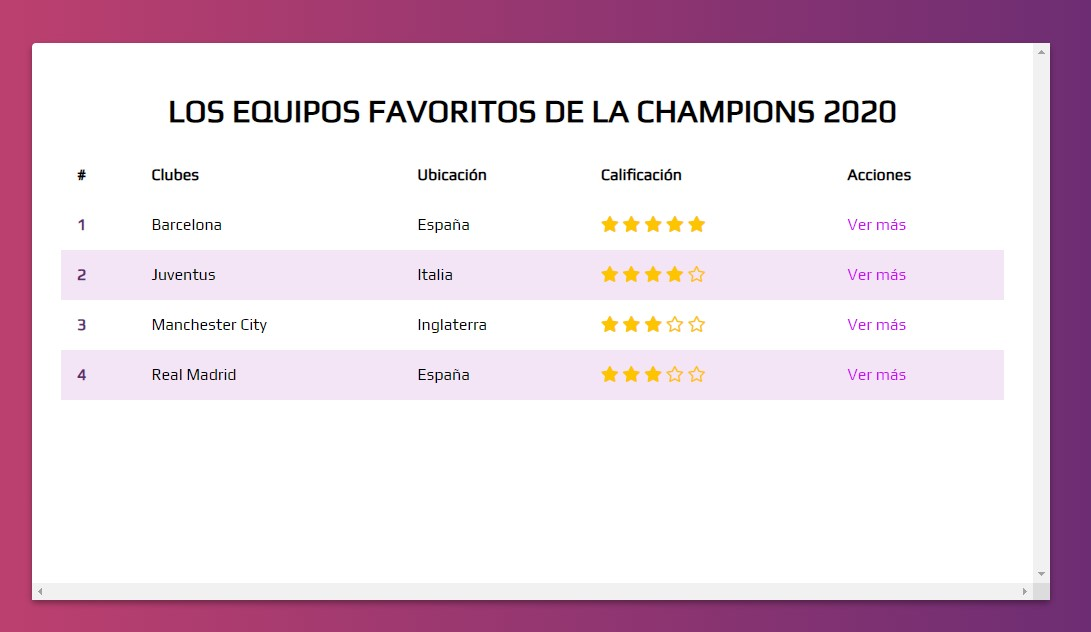 LOS EQUIPOS FAVORITOS DE LA CHAMPIONS 2020
# Clubes Ubicación Calificación Acciones
1 Barcelona España Ver más
2 Juventus Italia Ver más
3 Manchester City Inglaterra Ver más
4 Real Madrid España Ver más